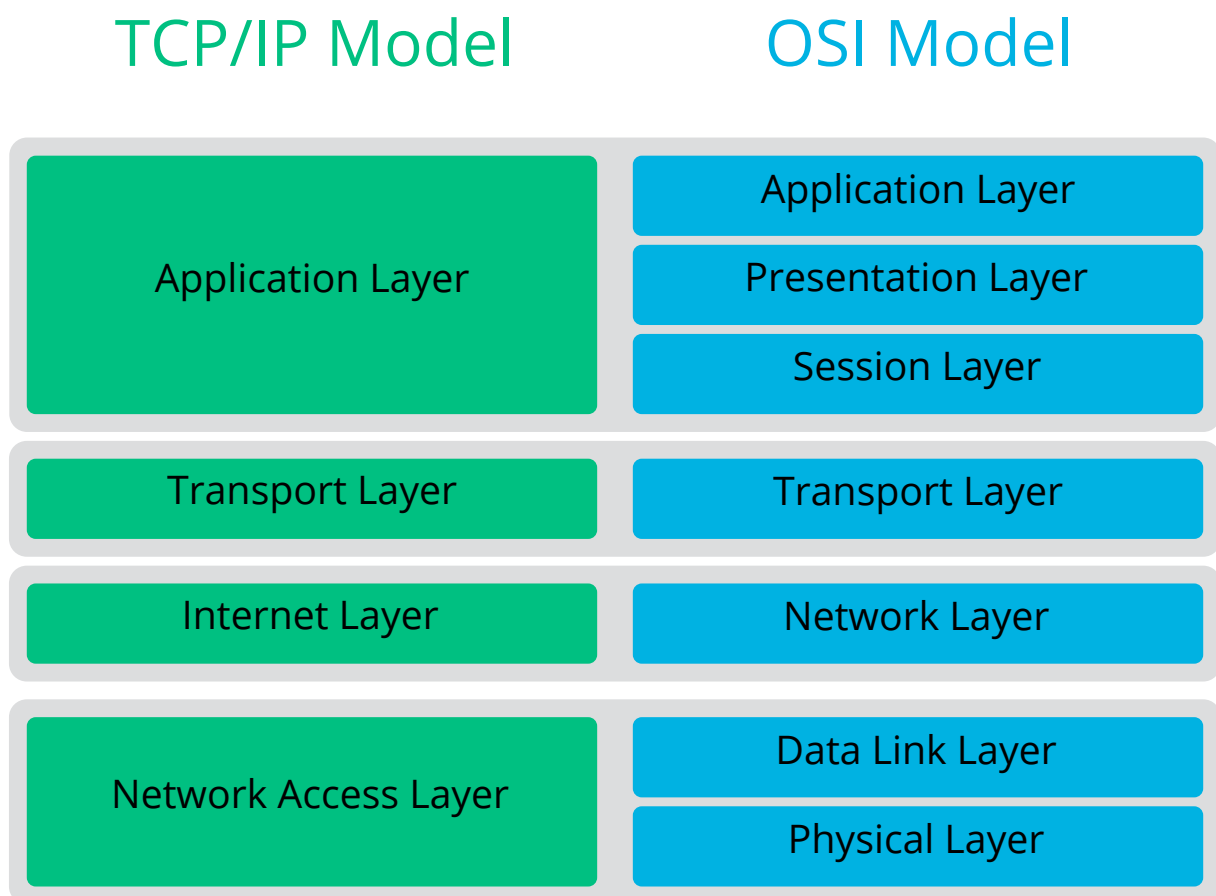 TCP/IP Model
OSI Model
Application Layer
Application Layer
Presentation Layer
Session Layer
Transport Layer
Transport Layer
Internet Layer
Network Layer
Network Access Layer
Data Link Layer
Physical Layer